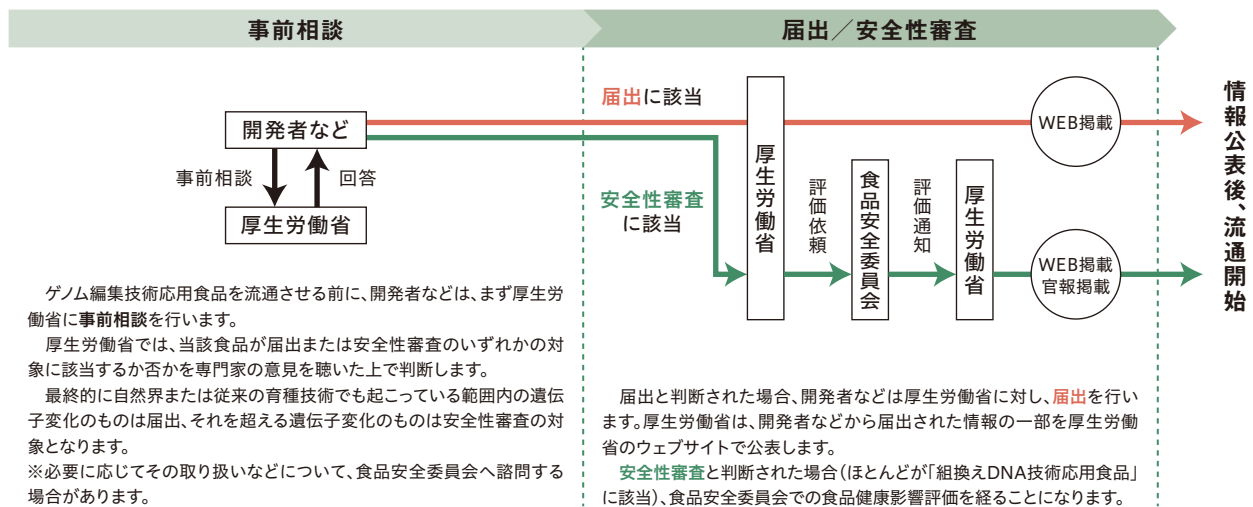 事前相談
届出／安全性審査
開発者など
事前相談
回答
厚生労働省
届出に該当
安全性審査
に該当
厚生労働省
評価依頼
食品安全委員会
評価通知
厚生労働省
WEB掲載
WEB掲載
官報掲載
情報公表後、流通開始
ゲノム編集技術応用食品を流通させる前に、開発者などは、まず厚生労
働省に事前相談を行います。
厚生労働省では、当該食品が届出または安全性審査のいずれかの対
象に該当するか否かを専門家の意見を聴いた上で判断します。
最終的に自然界または従来の育種技術でも起こっている範囲内の遺伝
子変化のものは届出、それを超える遺伝子変化のものは安全性審査の対
象となります。
※必要に応じてその取り扱いなどについて、食品安全委員会へ諮問する
場合があります。
届出と判断された場合、開発者などは厚生労働省に対し、届出を行い
ます。厚生労働省は、開発者などから届出された情報の一部を厚生労働
省のウェブサイトで公表します。
安全性審査と判断された場合（ほとんどが「組換えDNA技術応用食品」
に該当）、食品安全委員会での食品健康影響評価を経ることになります。